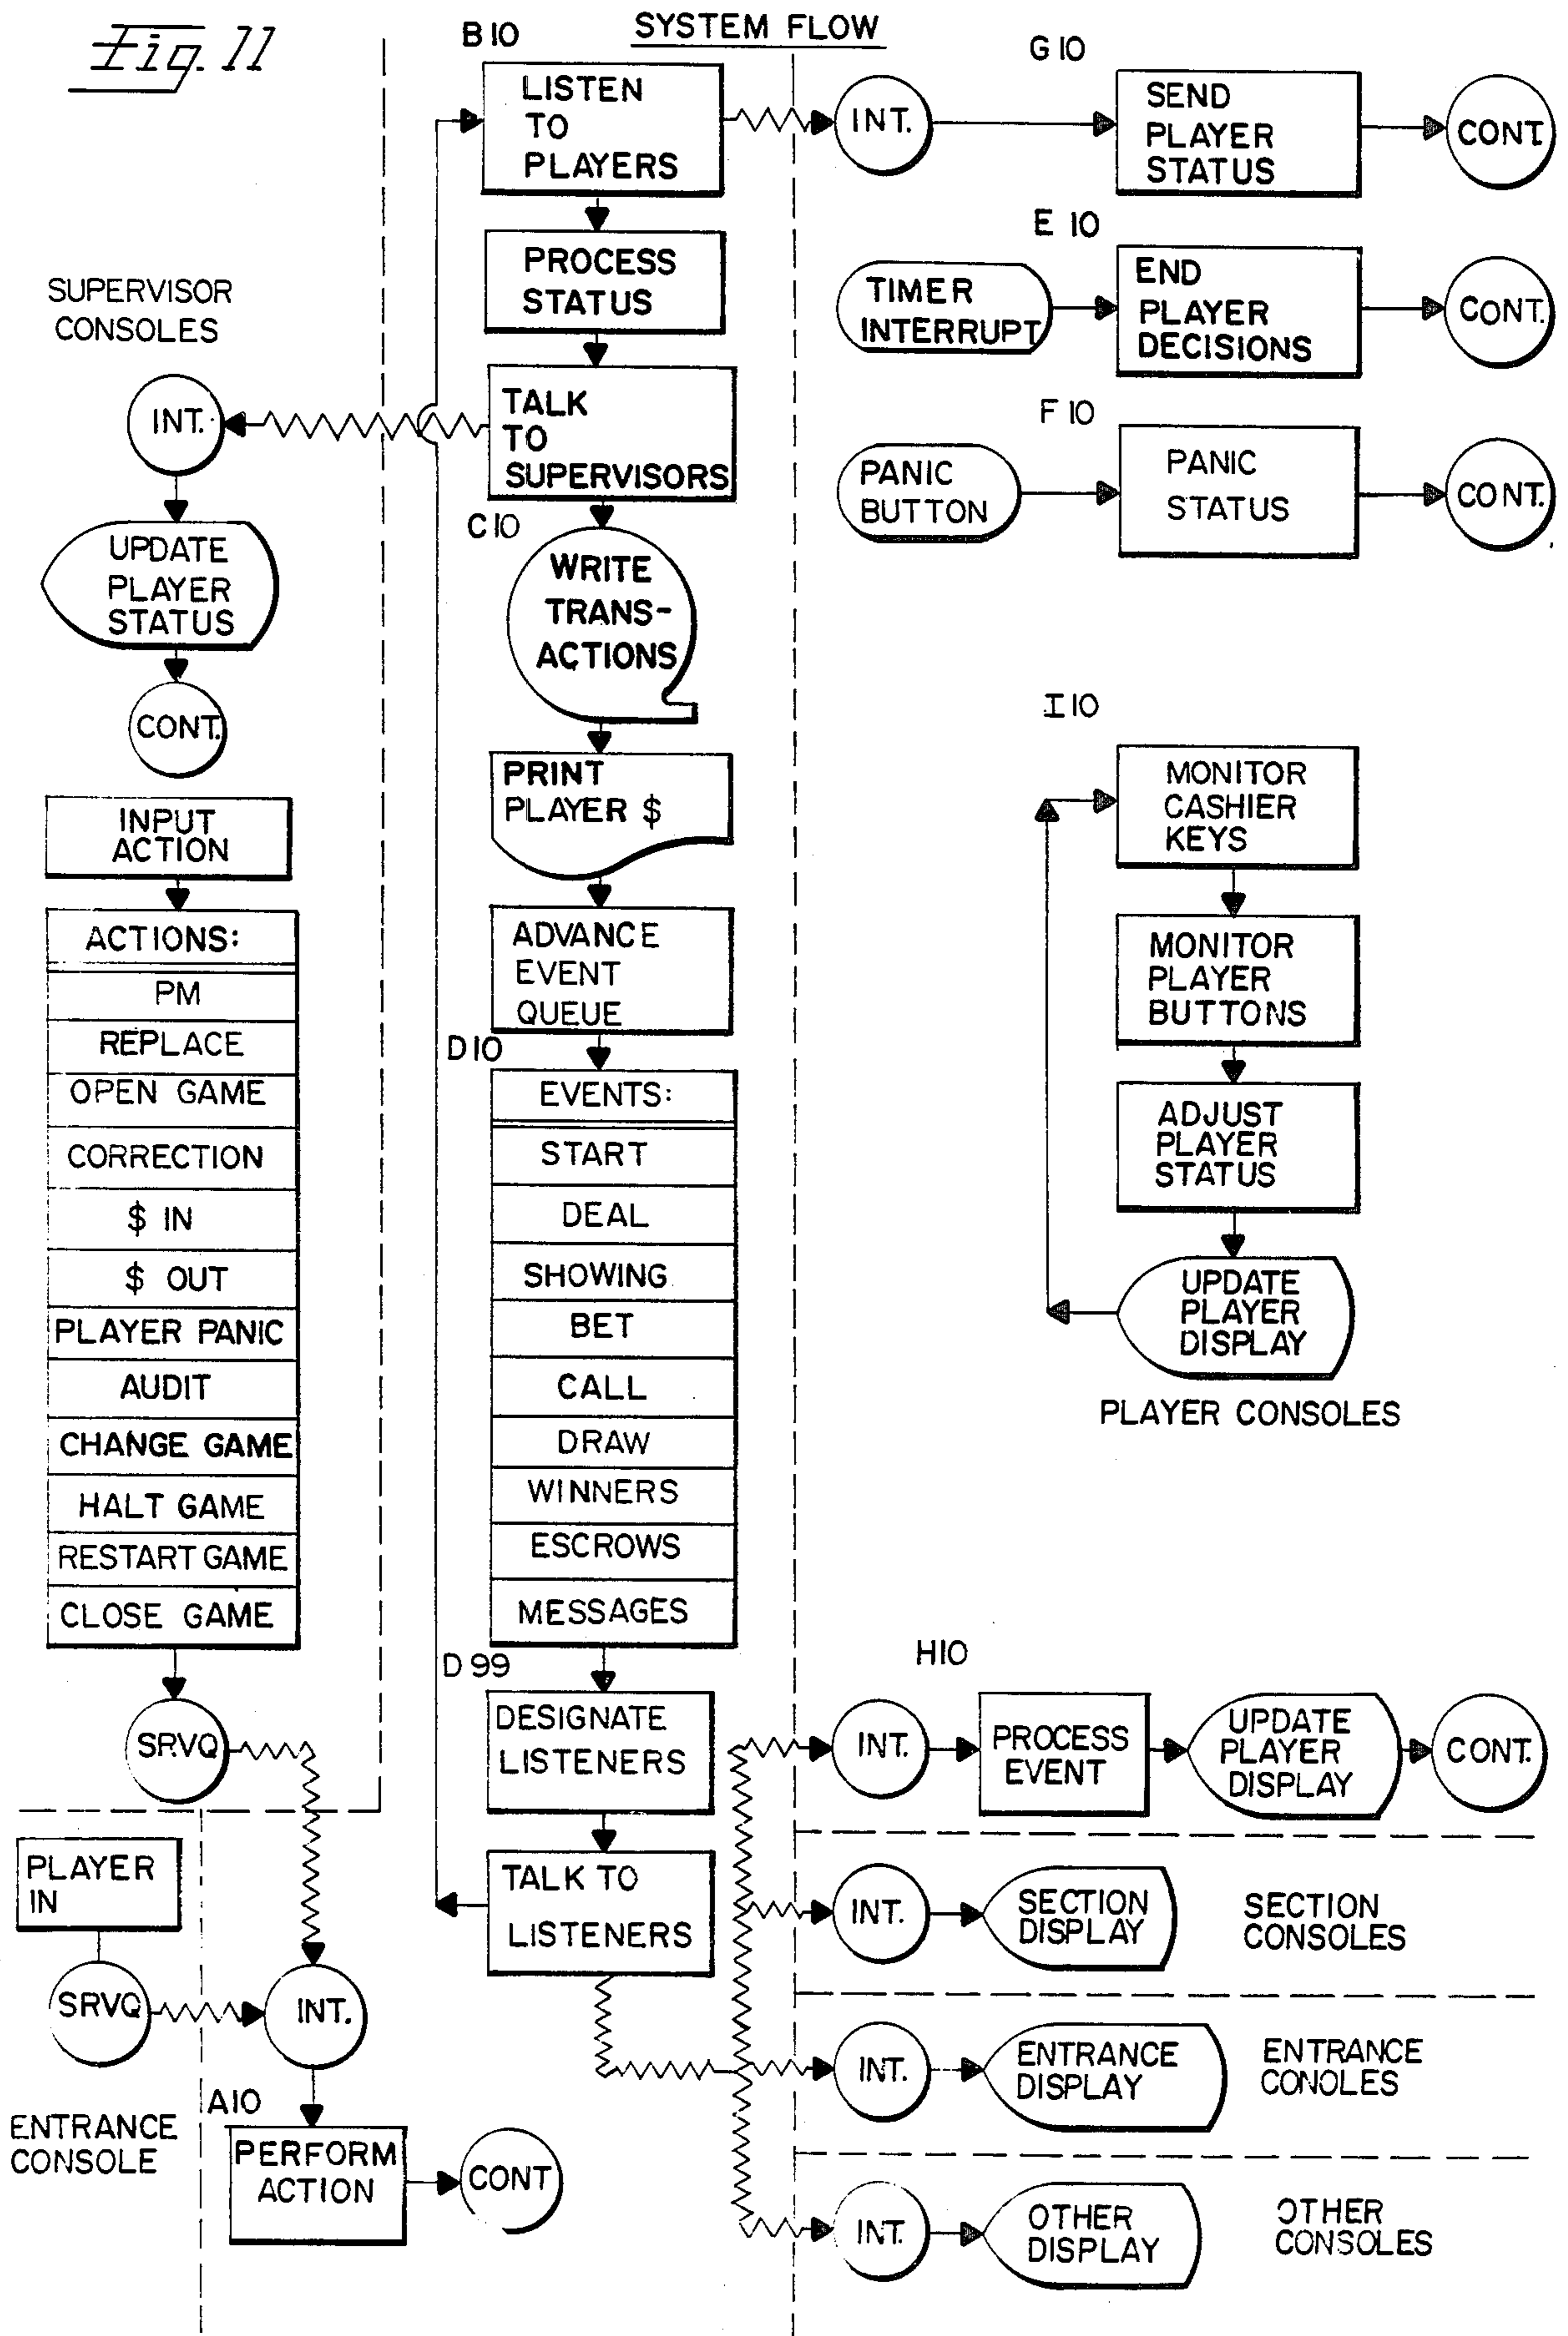 Fig. 11
SYSTEM FLOW
B10
LISTEN
TO
PLAYERS
PROCESS
STATUS
TALK
TO
SUPERVISORS
C10
WRITE
TRANS-
ACTIONS
PRINT
PLAYER $
ADVANCE
EVENT
QUEUE
D10
EVENTS:
START
DEAL
SHOWING
BET
CALL
DRAW
WINNERS
ESCROWS
MESSAGES
D99
DESIGNATE
LISTENERS
TALK TO
LISTENERS
SUPERVISOR
CONSOLES
INT.
UPDATE
PLAYER
STATUS
CONT.
INPUT
ACTION
ACTIONS:
PM
REPLACE
OPEN GAME
CORRECTION
$ IN
$ OUT
PLAYER PANIC
AUDIT
CHANGE GAME
HALT GAME
RESTART GAME
CLOSE GAME
SRVQ
PLAYER
IN
SRVQ
INT.
ENTRANCE
CONSOLE
A10
PERFORM
ACTION
CONT
INT.
G10
SEND
PLAYER
STATUS
CONT.
TIMER
INTERRUPT
E10
END
PLAYER
DECISIONS
CONT.
PANIC
BUTTON
F10
PANIC
STATUS
CONT.
I10
MONITOR
CASHIER
KEYS
MONITOR
PLAYER
BUTTONS
ADJUST
PLAYER
STATUS
UPDATE
PLAYER
DISPLAY
PLAYER CONSOLES
H10
INT.
PROCESS
EVENT
UPDATE
PLAYER
DISPLAY
CONT.
INT.
SECTION
DISPLAY
SECTION
CONSOLES
INT.
ENTRANCE
DISPLAY
ENTRANCE
CONOLES
INT.
OTHER
DISPLAY
OTHER
CONSOLES